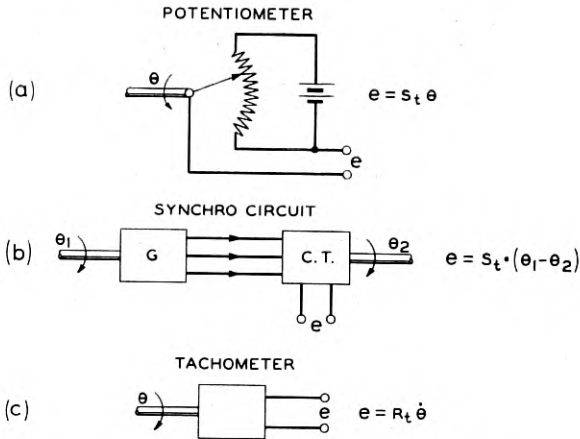 POTENTIOMETER
(a)
θ
e = S_t θ
e
SYNCHRO CIRCUIT
(b)
θ₁
G
C.T.
θ₂
e = S_t • (θ₁-θ₂)
e
TACHOMETER
(c)
θ
e
e = R_t θ̇